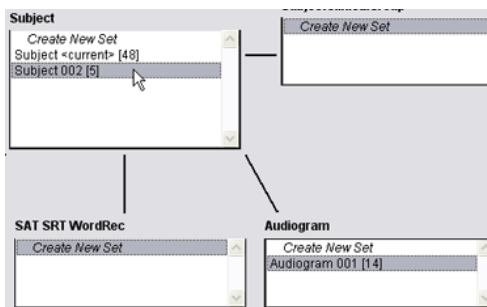 Subject
Create New Set
Subject <current> [48]
Subject 002 [5]
Create New Set
SAT SRT WordRec
Create New Set
Audiogram
Create New Set
Audiogram 001 [14]